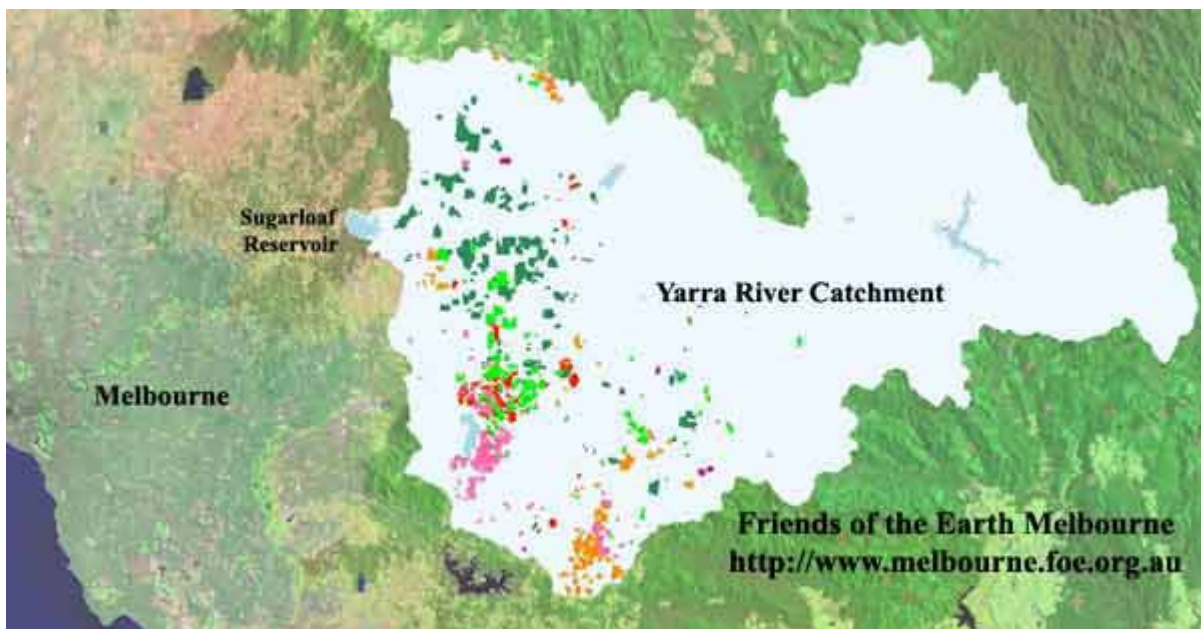 Sugarloaf
Reservoir
Yarra River Catchment
Melbourne
Friends of the Earth Melbourne
http://www.melbourne.foe.org.au